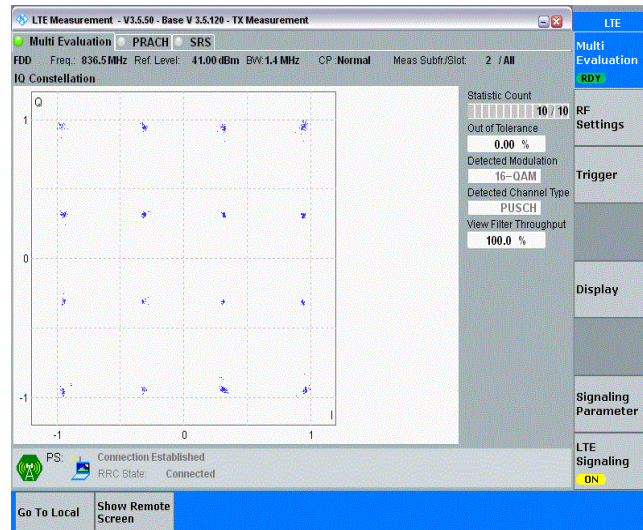 LTE Measurement - V3.5.50 - Base V 3.5.120 - TX Measurement
LTE
Multi Evaluation
PRACH
SRS
Multi
Evaluation
RDY
FDD Freq.: 836.5 MHz Ref. Level: 41.00 dBm BW: 1.4 MHz CP :Normal Meas Subfr./Slot: 2 / All
IQ Constellation
Statistic Count
10 / 10
Out of Tolerance
0.00 %
Detected Modulation
16-QAM
Detected Channel Type
PUSCH
View Filter Throughput
100.0 %
RF
Settings
Trigger
Display
Signaling
Parameter
LTE
Signaling
ON
Q
1
0
-1
I
-1 0 1
PS: Connection Established
RRC State: Connected
Go To Local
Show Remote
Screen